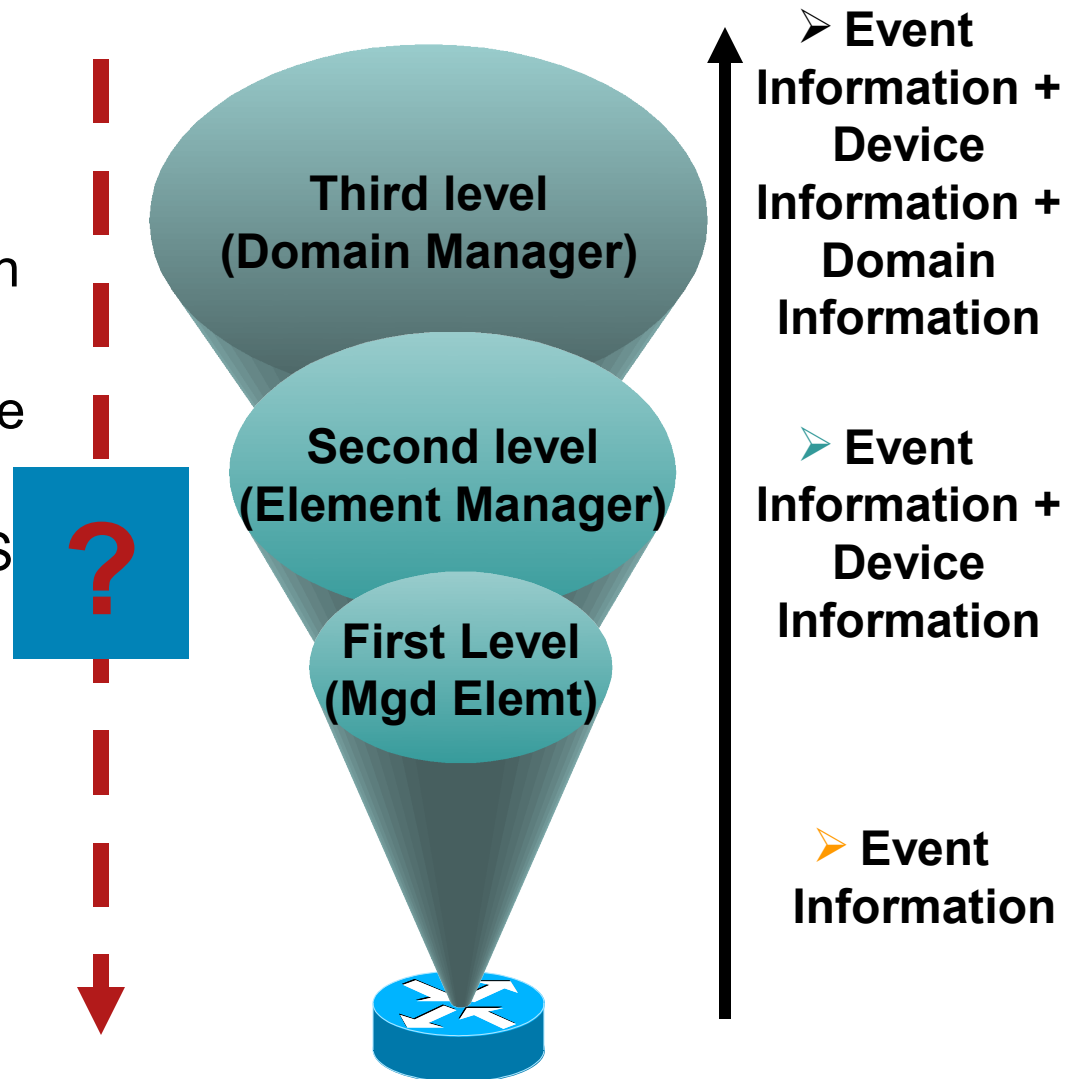 ➢ Event
Information +
Device
Information +
Domain
Information
Third level
(Domain Manager)
n
e
s
?
Second level
(Element Manager)
➢ Event
Information +
Device
Information
First Level
(Mgd Elemt)
➢ Event
Information